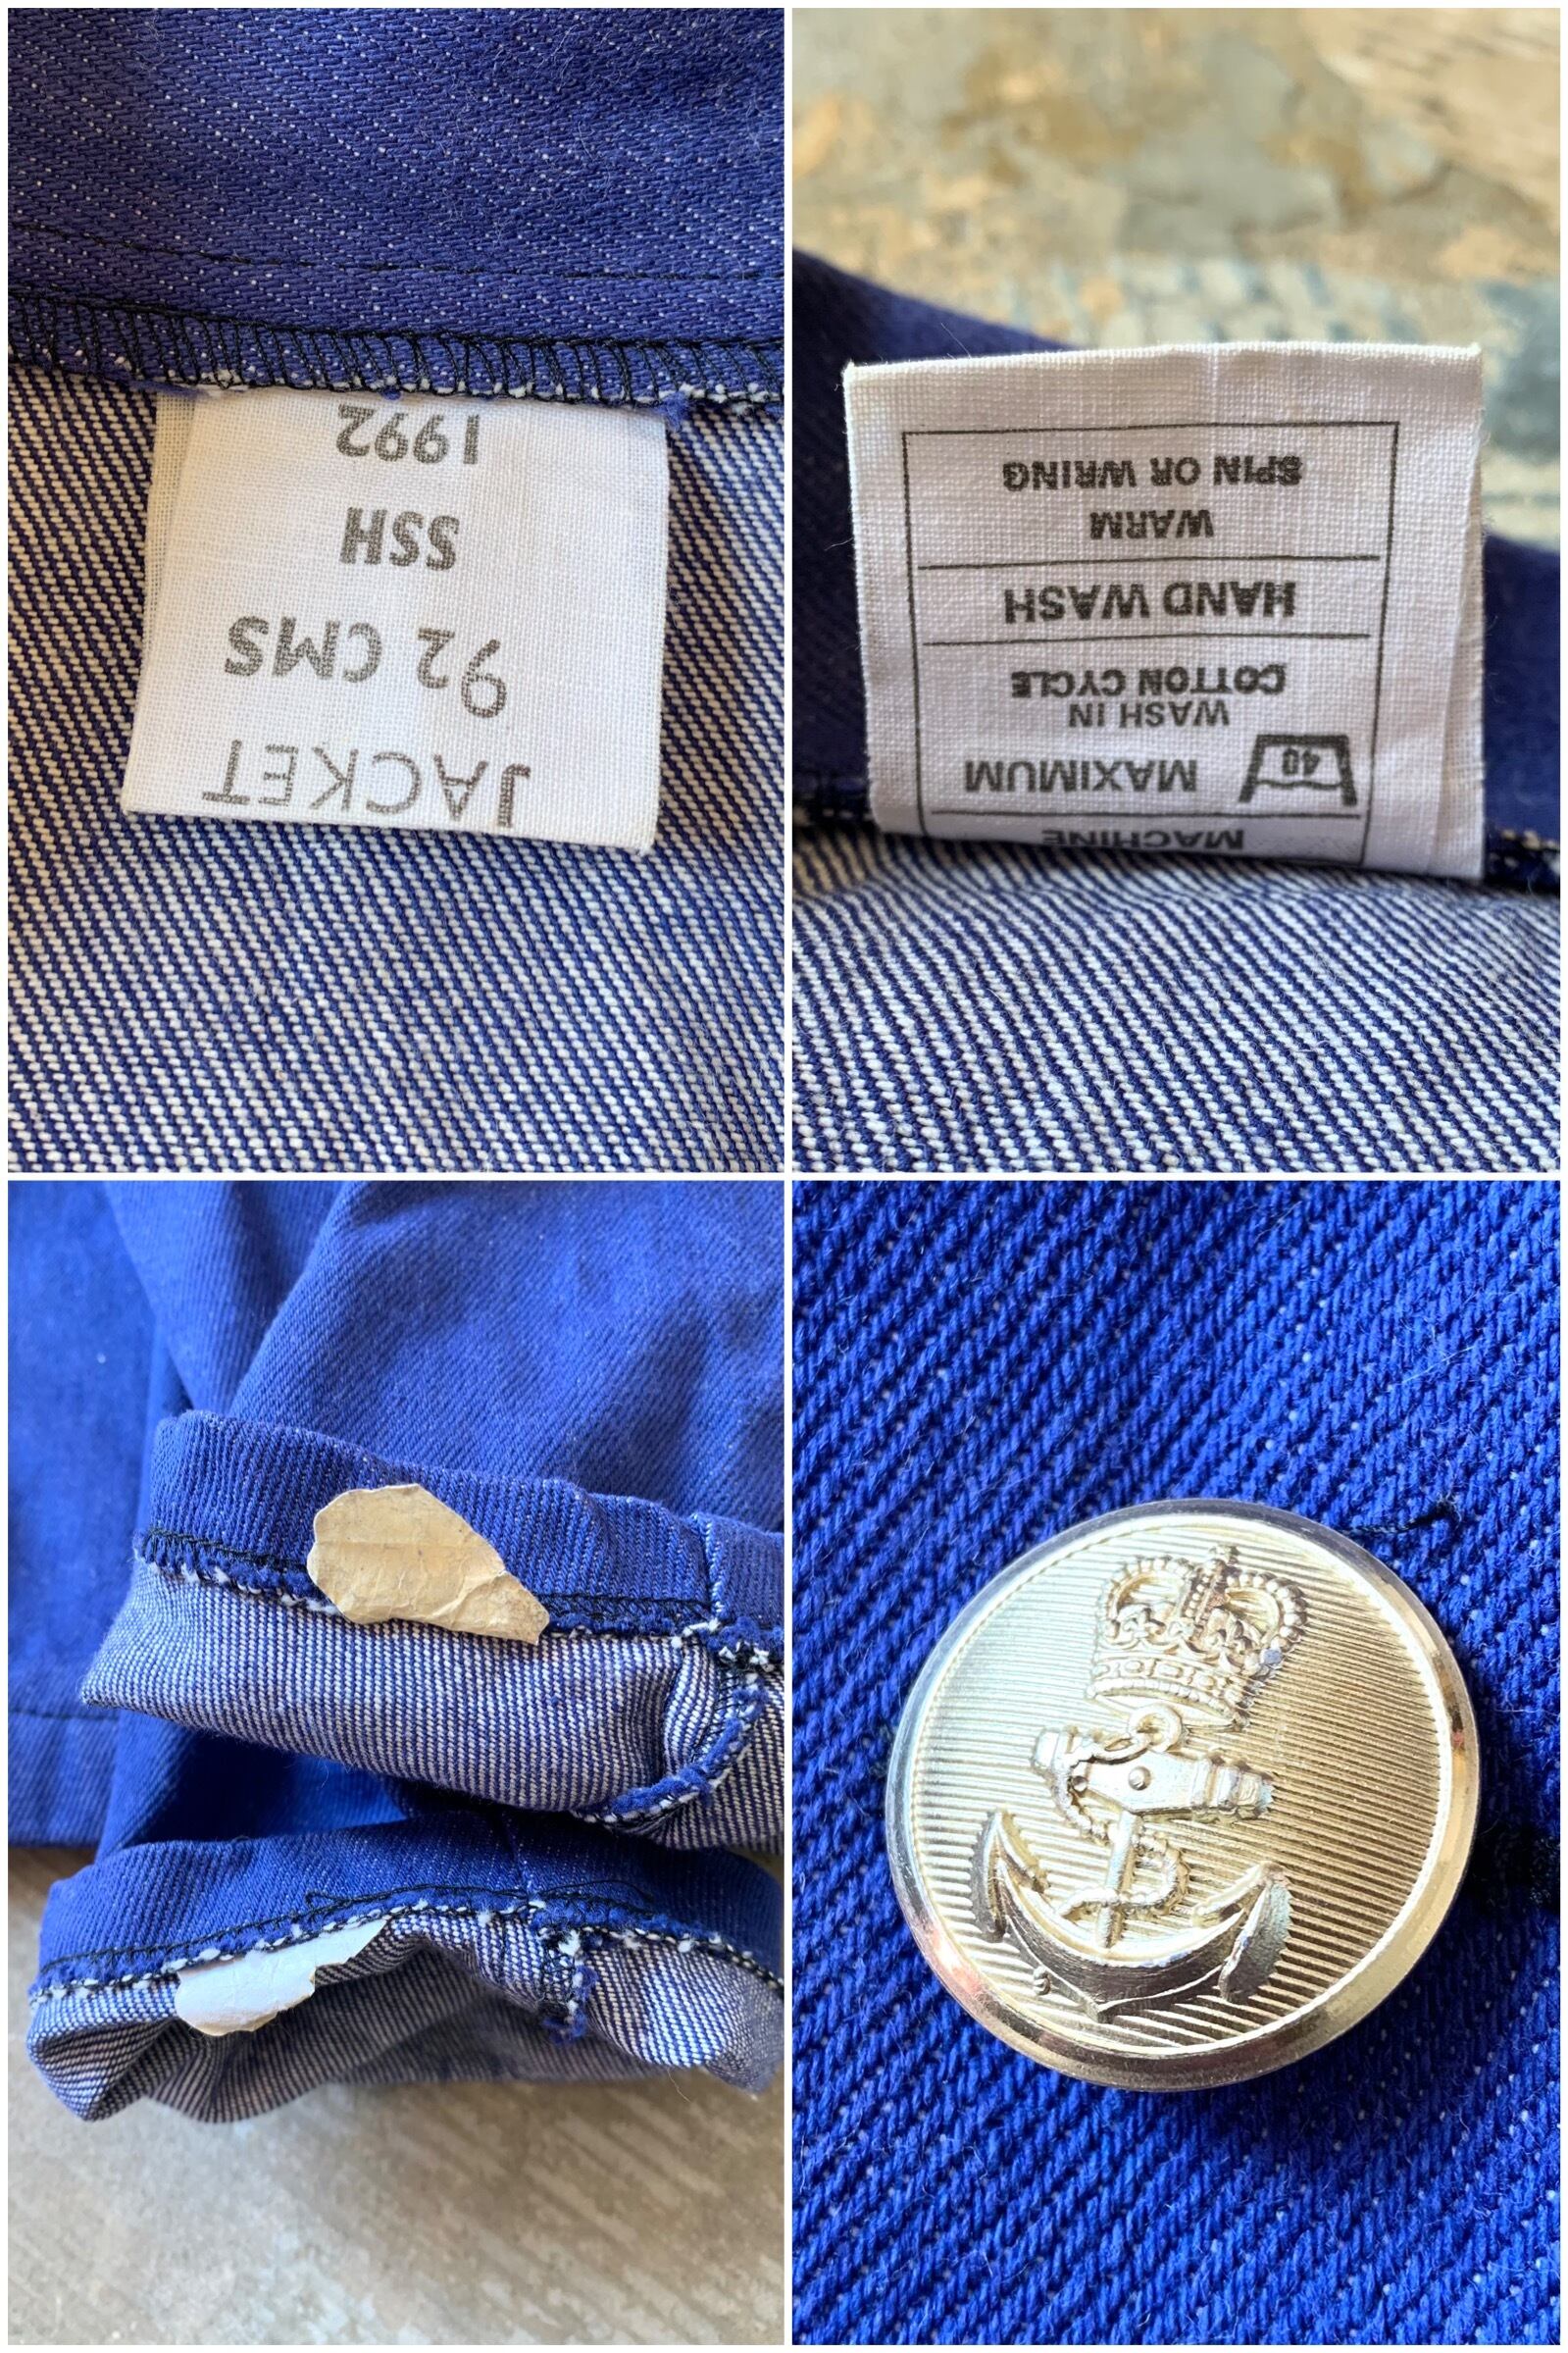 JACKET
92 CMS
SSH
1992
MACHINE
MAXIMUM
40
WASH IN
COTTON CYCLE
HAND WASH
WARM
SPIN OR WRING